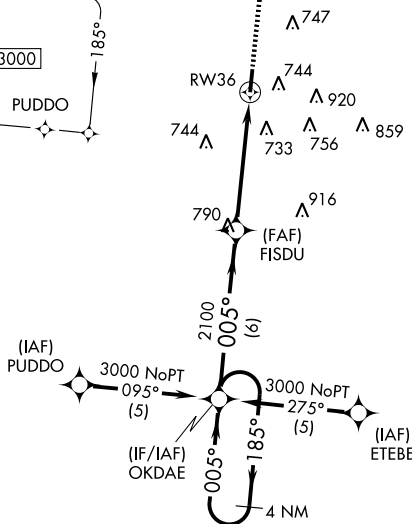 747
185°
3000
PUDDO
RW36
744
920
744
733
756
859
916
790
(FAF)
FISDU
2100
005°
(6)
(IAF)
PUDDO
3000 NoPT
095°
(5)
3000 NoPT
275°
(5)
(IF/IAF)
OKDAE
(IAF)
ETEBE
005°
185°
4 NM